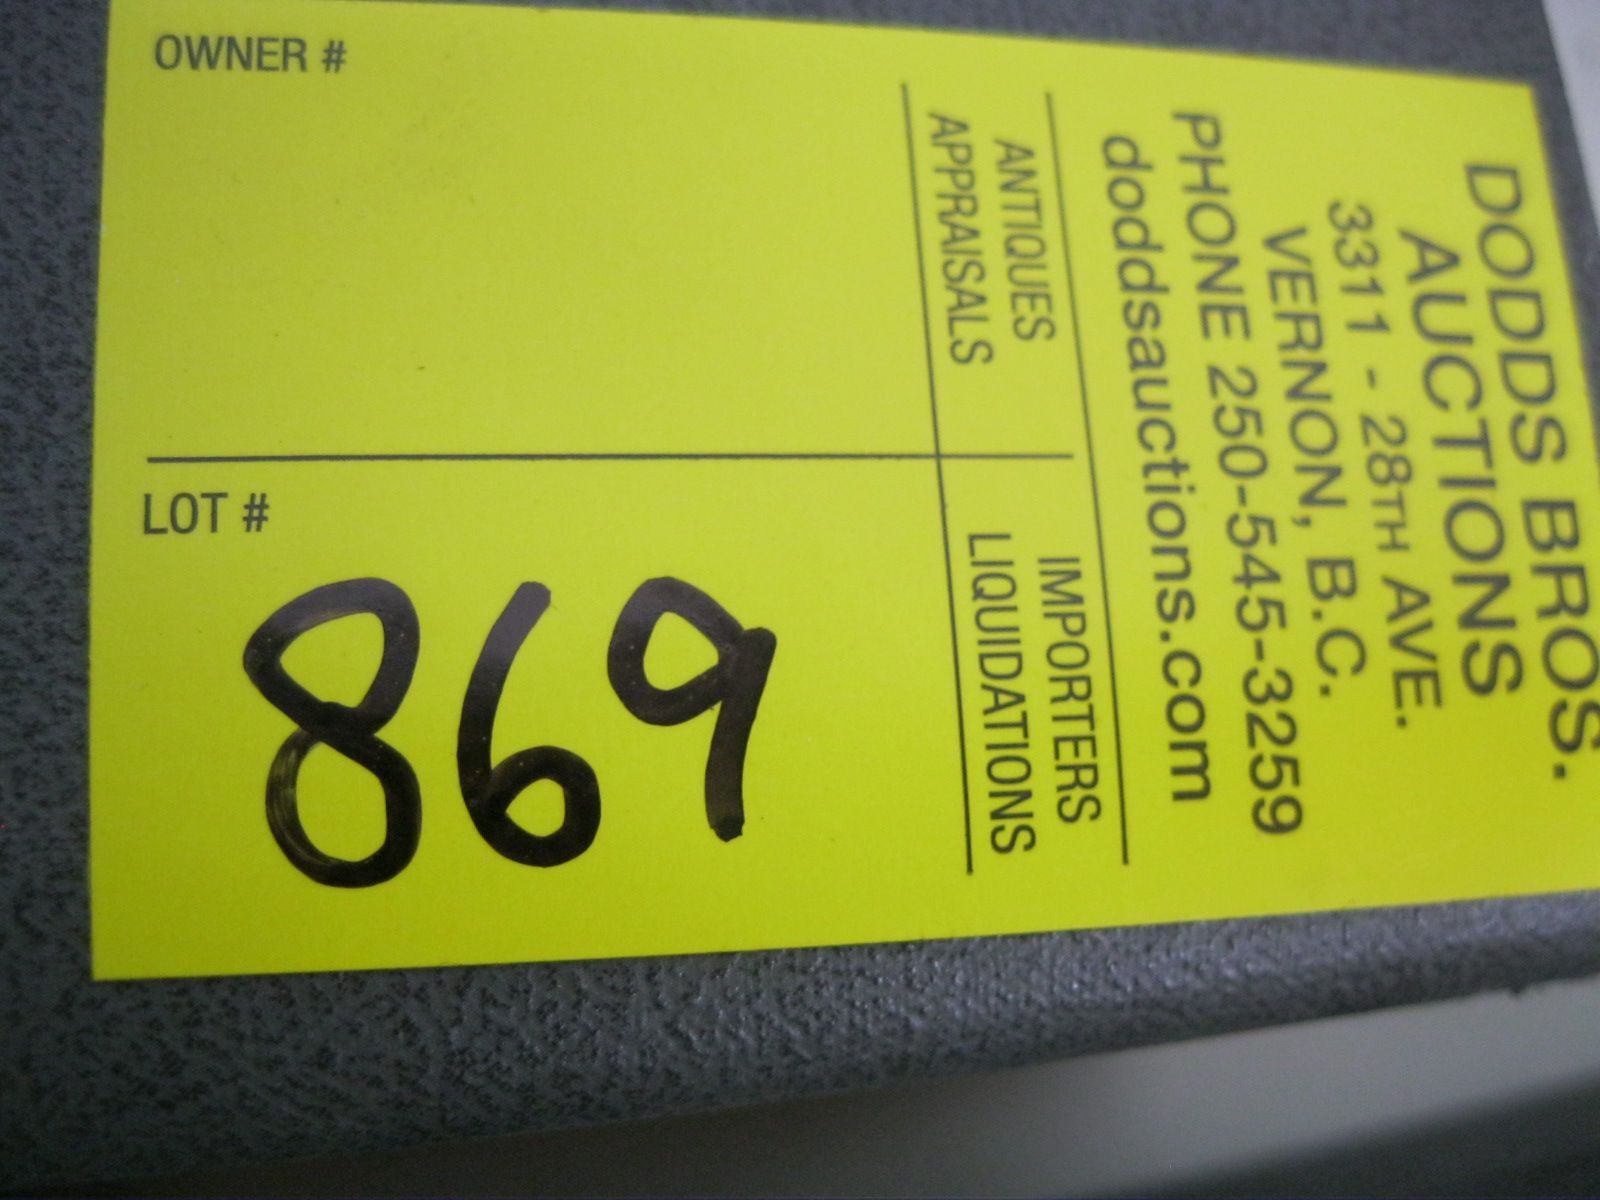 DODDS BROS.
AUCTIONS
3311 - 28TH AVE.
VERNON, B.C.
PHONE 250-545-3259
doddsauctions.com
ANTIQUES
APPRAISALS
IMPORTERS
LIQUIDATIONS
OWNER #
LOT #
869